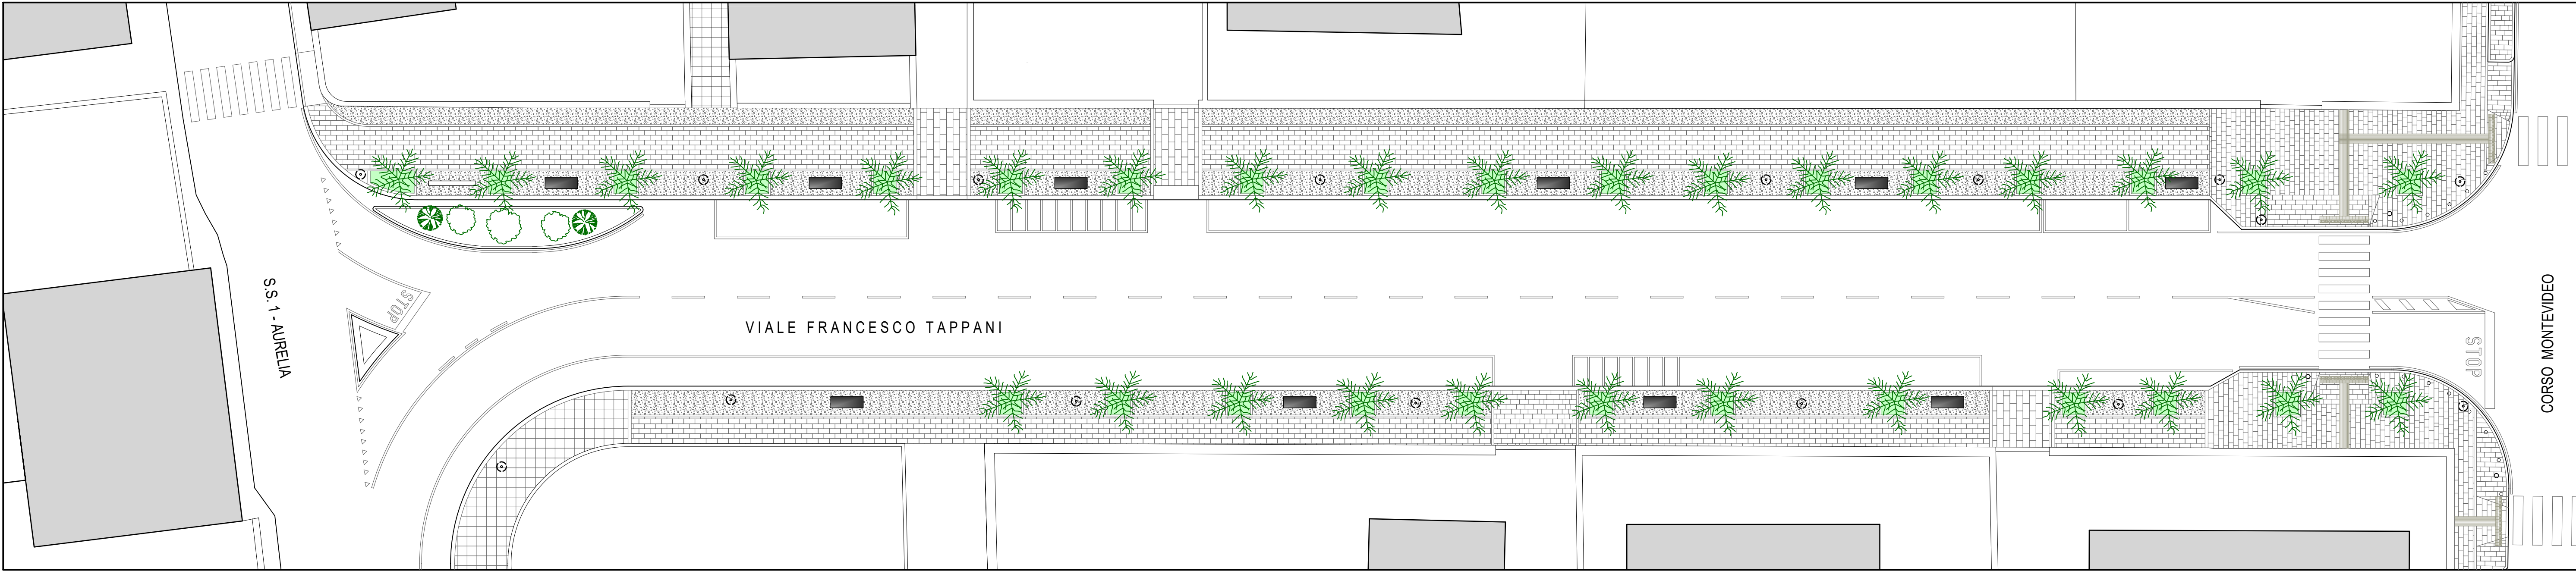 S.S. 1 - AURELIA
STOP
VIALE FRANCESCO TAPPANI
STOP
CORSO MONTEVIDEO